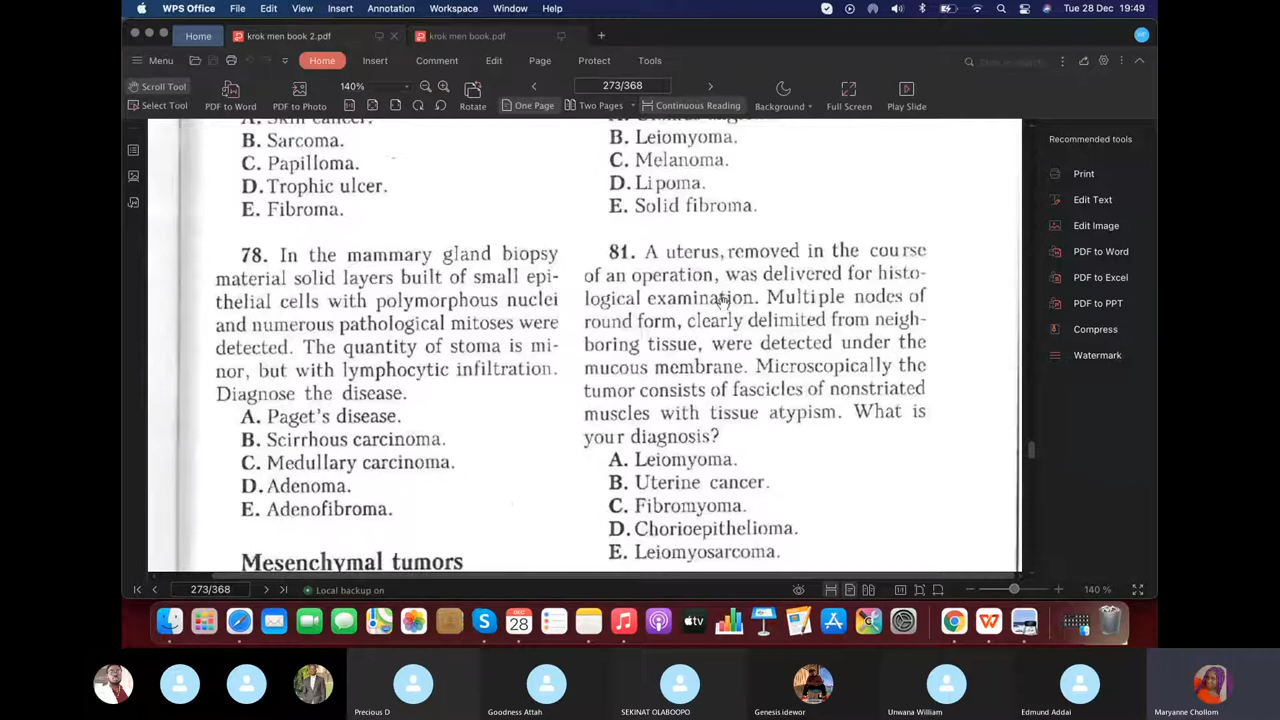 WPS Office File Edit View Insert Annotation Workspace Window Help Tue 28 Dec 19:49
Home krok men book 2.pdf krok men book.pdf
Menu Home Insert Comment Edit Page Protect Tools
Scroll Tool 140% 273/368
Select Tool PDF to Word PDF to Photo Rotate One Page Two Pages Continuous Reading Background Full Screen Play Slide
A. Skin cancer.
B. Sarcoma.
C. Papilloma.
D. Trophic ulcer.
E. Fibroma.
78. In the mammary gland biopsy
material solid layers built of small epi-
thelial cells with polymorphous nuclei
and numerous pathological mitoses were
detected. The quantity of stoma is mi-
nor, but with lymphocytic infiltration.
Diagnose the disease.
A. Paget's disease.
B. Scirrhous carcinoma.
C. Medullary carcinoma.
D. Adenoma.
E. Adenofibroma.
Mesenchymal tumors
B. Leiomyoma.
C. Melanoma.
D. Lipoma.
E. Solid fibroma.
81. A uterus, removed in the course
of an operation, was delivered for histo-
logical examination. Multiple nodes of
round form, clearly delimited from neigh-
boring tissue, were detected under the
mucous membrane. Microscopically the
tumor consists of fascicles of nonstriated
muscles with tissue atypism. What is
your diagnosis?
A. Leiomyoma.
B. Uterine cancer.
C. Fibromyoma.
D. Chorioepithelioma.
E. Leiomyosarcoma.
Recommended tools
Print
Edit Text
Edit Image
PDF to Word
PDF to Excel
PDF to PPT
Compress
Watermark
273/368 Local backup on 140 %
DEC
28
tv
Precious D Goodness Attah SEKINAT OLABOOPO Genesis idewor Unwana William Edmund Addai Maryanne Chollom